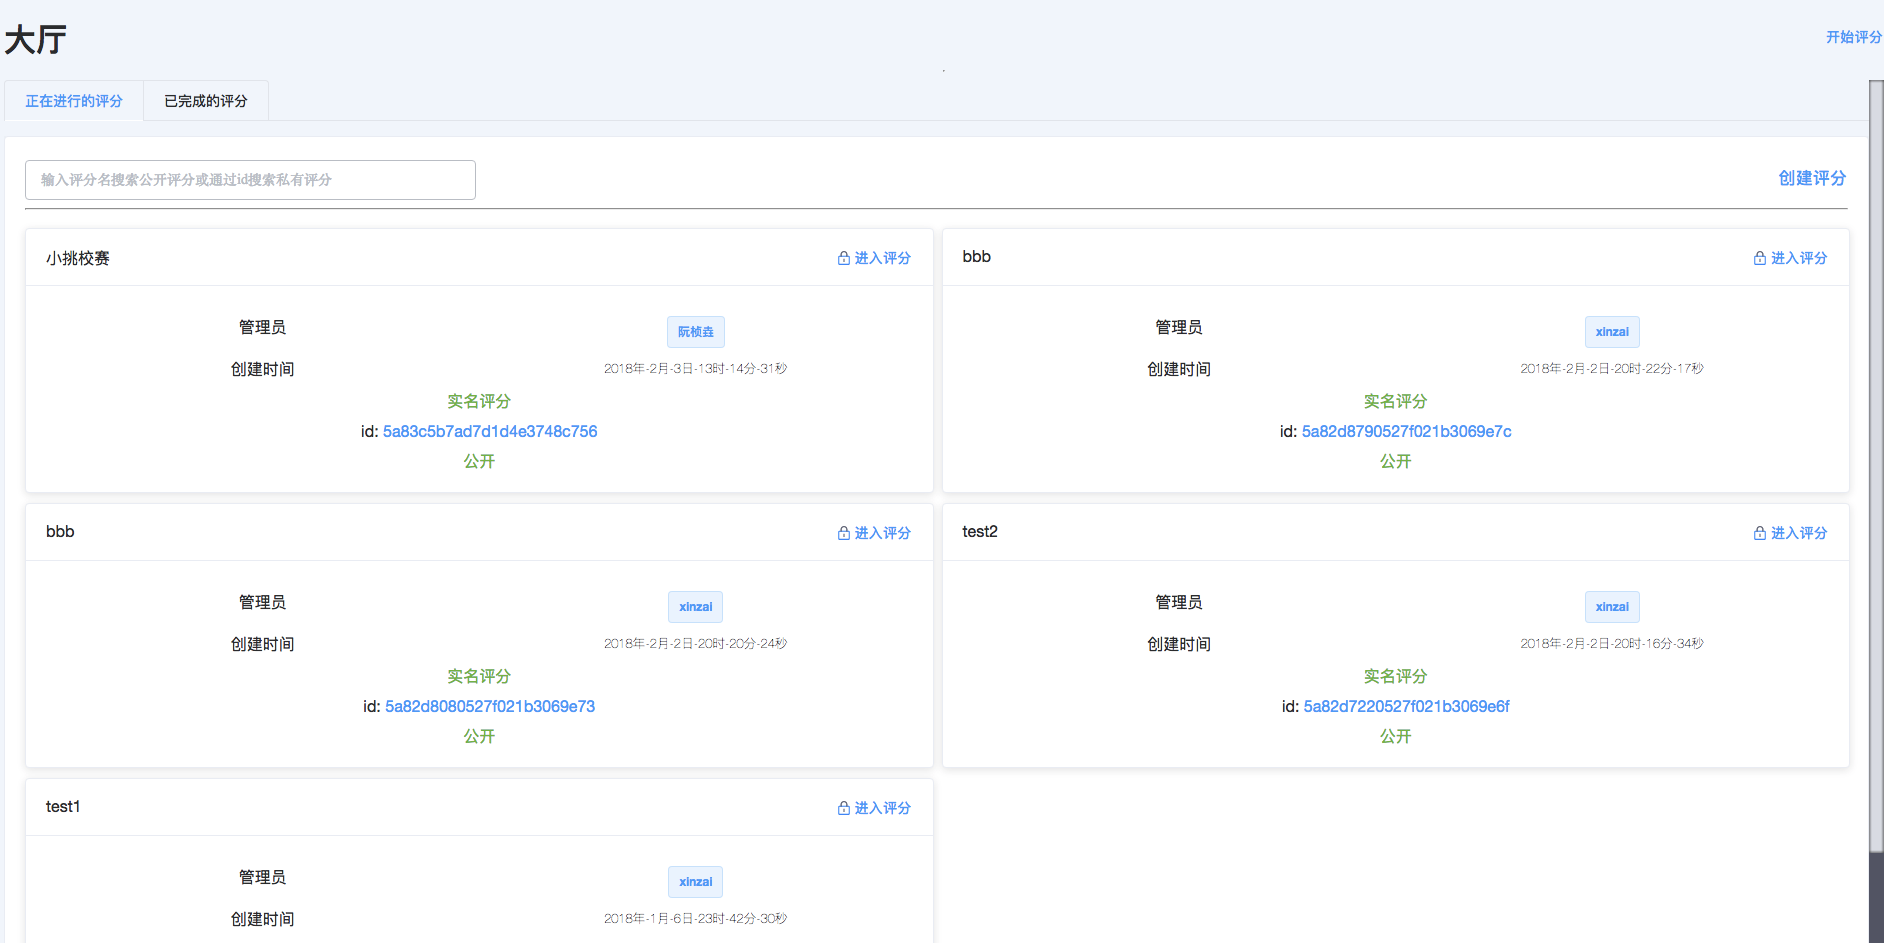 大厅
开始评分
正在进行的评分 已完成的评分
输入评分名搜索公开评分或通过id搜索私有评分
创建评分
小挑校赛 进入评分
管理员 阮桢垚
创建时间 2018年-2月-3日-13时-14分-31秒
实名评分
id: 5a83c5b7ad7d1d4e3748c756
公开
bbb 进入评分
管理员 xinzai
创建时间 2018年-2月-2日-20时-22分-17秒
实名评分
id: 5a82d8790527f021b3069e7c
公开
bbb 进入评分
管理员 xinzai
创建时间 2018年-2月-2日-20时-20分-24秒
实名评分
id: 5a82d8080527f021b3069e73
公开
test2 进入评分
管理员 xinzai
创建时间 2018年-2月-2日-20时-16分-34秒
实名评分
id: 5a82d7220527f021b3069e6f
公开
test1 进入评分
管理员 xinzai
创建时间 2018年-1月-6日-23时-42分-30秒